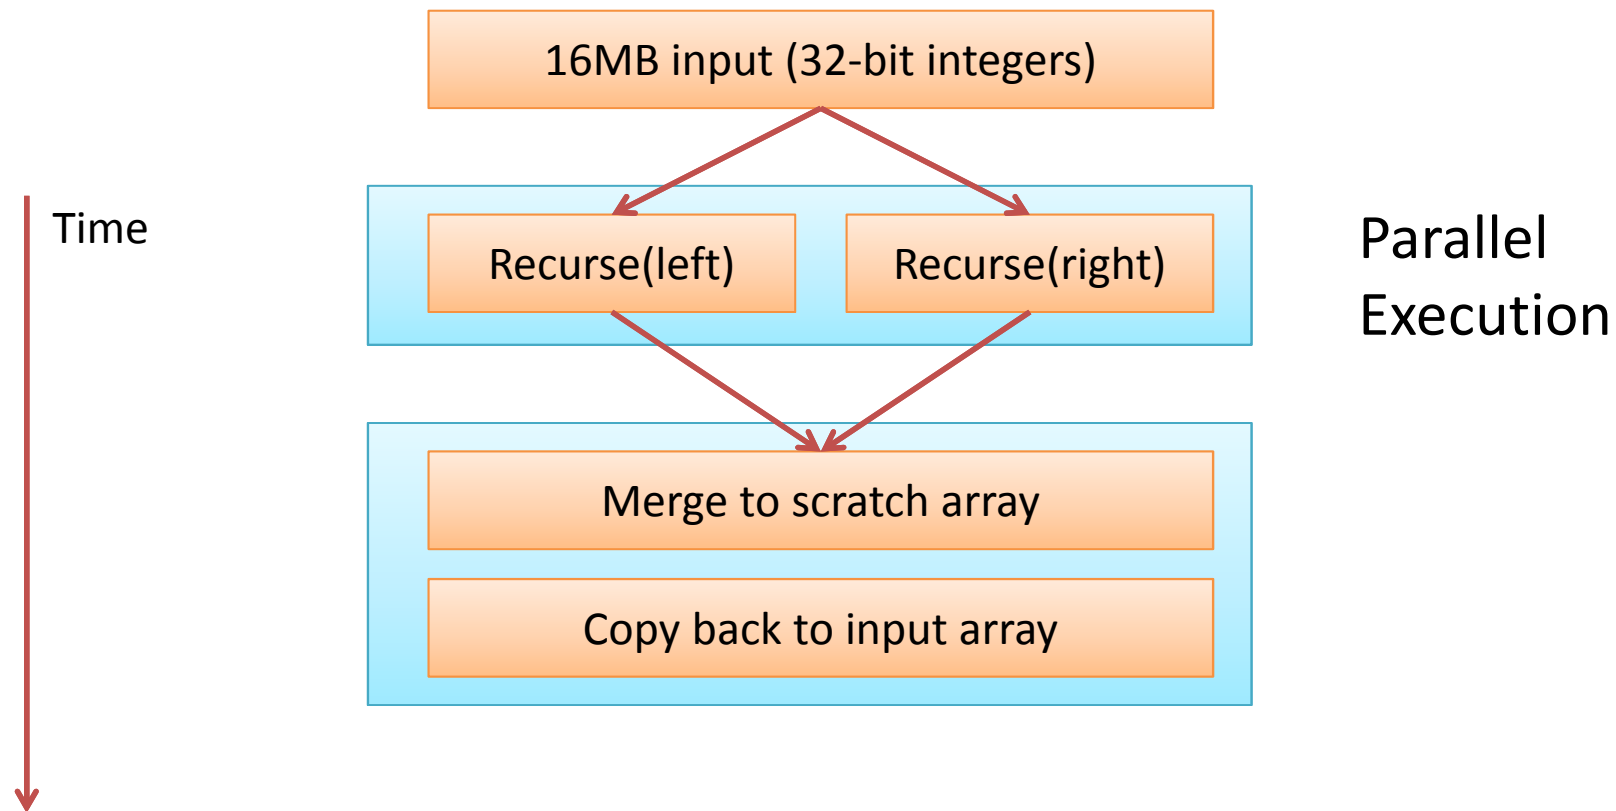 16MB input (32-bit integers)
Time
Recurse(left)
Recurse(right)
Parallel
Execution
Merge to scratch array
Copy back to input array